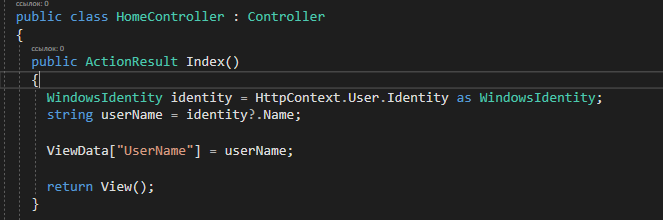 ссылок: 0
public class HomeController : Controller
{
ссылок: 0
public ActionResult Index()
{
WindowsIdentity identity = HttpContext.User.Identity as WindowsIdentity;
string userName = identity?.Name;
ViewData["UserName"] = userName;
return View();
}